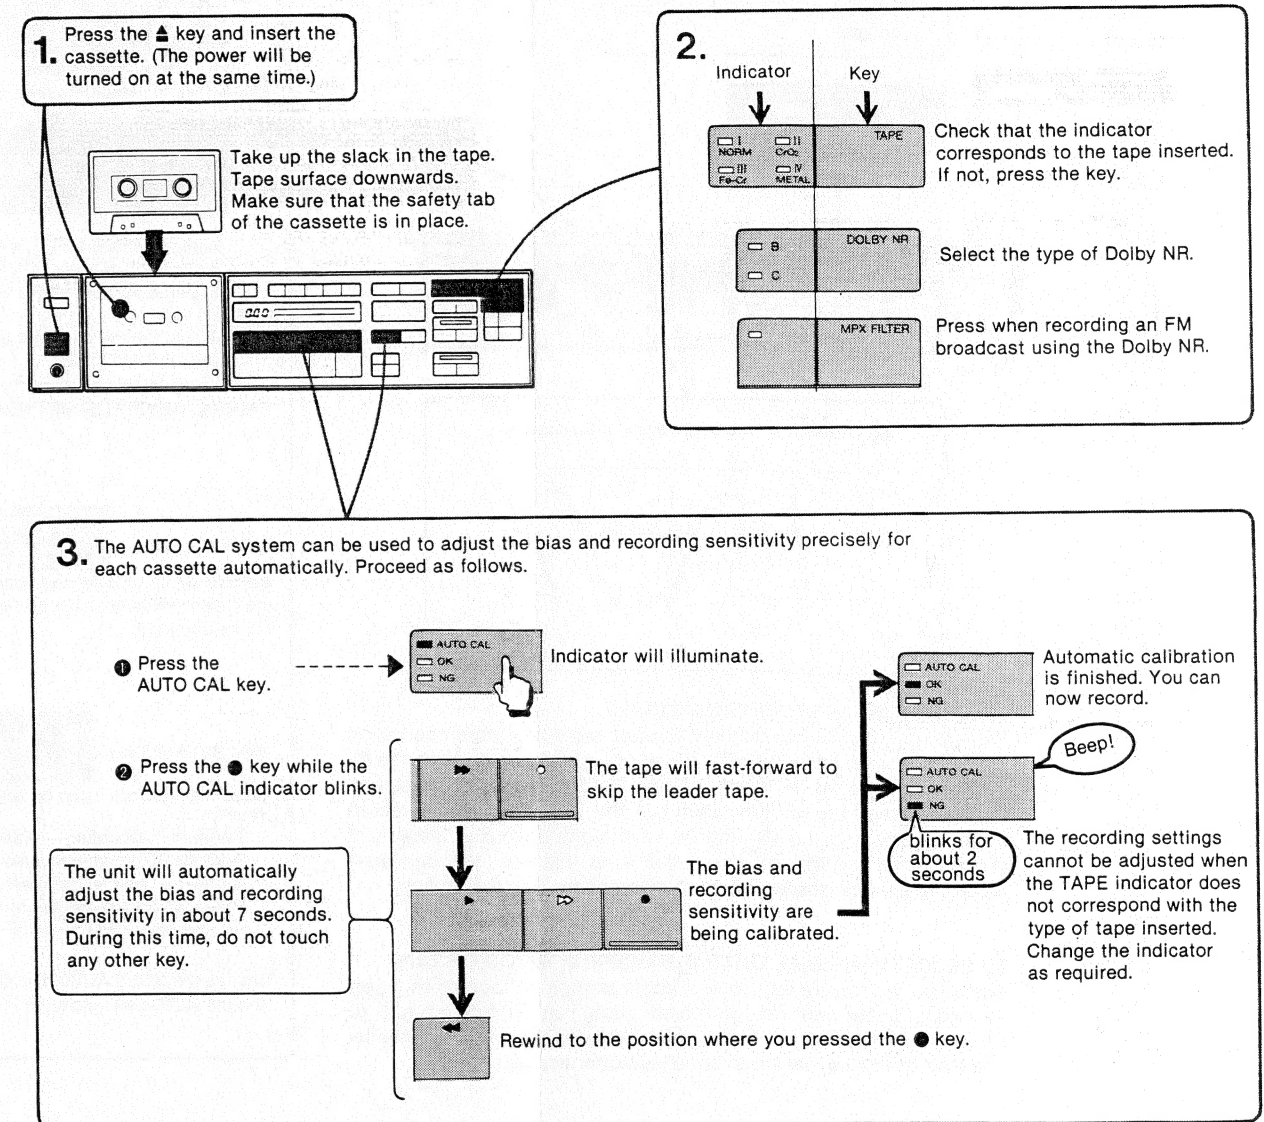 1. Press the ⏏ key and insert the
cassette. (The power will be
turned on at the same time.)
Take up the slack in the tape.
Tape surface downwards.
Make sure that the safety tab
of the cassette is in place.
000
2.
Indicator Key
I II TAPE
NORM CrO₂
III IV
Fe-Cr METAL
Check that the indicator
corresponds to the tape inserted.
If not, press the key.
B DOLBY NR
C
Select the type of Dolby NR.
MPX FILTER
Press when recording an FM
broadcast using the Dolby NR.
3. The AUTO CAL system can be used to adjust the bias and recording sensitivity precisely for
each cassette automatically. Proceed as follows.
❶ Press the
AUTO CAL key.
AUTO CAL
OK
NG
Indicator will illuminate.
❷ Press the ● key while the
AUTO CAL indicator blinks.
The tape will fast-forward to
skip the leader tape.
The unit will automatically
adjust the bias and recording
sensitivity in about 7 seconds.
During this time, do not touch
any other key.
The bias and
recording
sensitivity are
being calibrated.
Rewind to the position where you pressed the ● key.
AUTO CAL
OK
NG
Automatic calibration
is finished. You can
now record.
Beep!
AUTO CAL
OK
NG
blinks for
about 2
seconds
The recording settings
cannot be adjusted when
the TAPE indicator does
not correspond with the
type of tape inserted.
Change the indicator
as required.